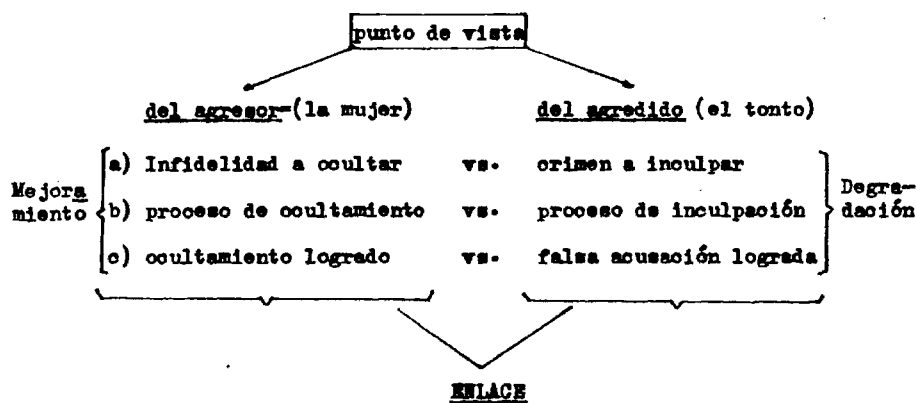 punto de vista
del agresor-(la mujer) del agredido (el tonto)
a) Infidelidad a ocultar vs. crimen a inculpar
Mejora
miento
b) proceso de ocultamiento vs. proceso de inculpación
Degra-
dación
c) ocultamiento logrado vs. falsa acusación lograda
ENLACE